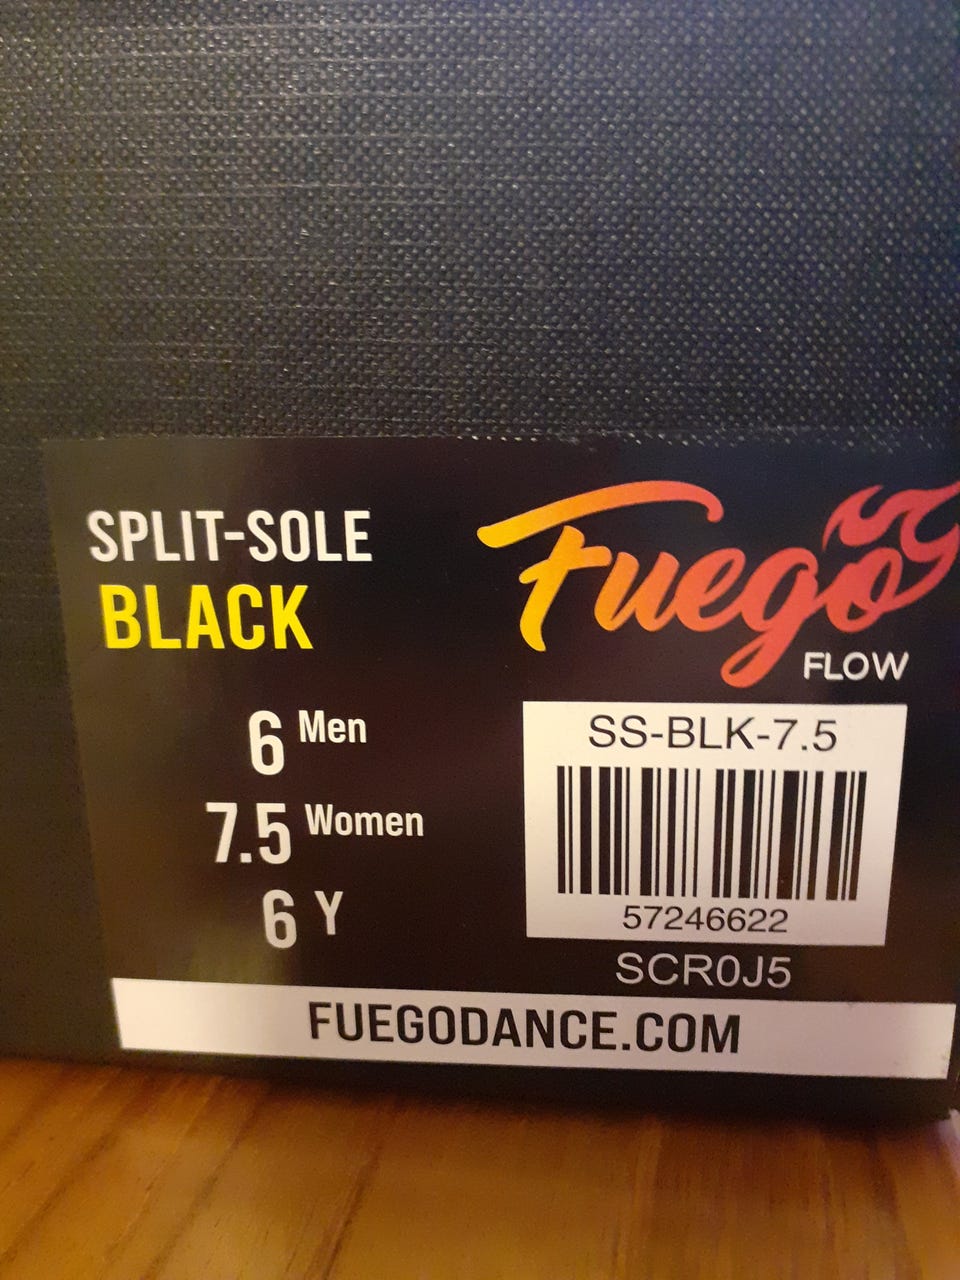 SPLIT-SOLE
BLACK
Fuego
FLOW
6 Men
7.5 Women
6 Y
SS-BLK-7.5
57246622
SCR0J5
FUEGODANCE.COM